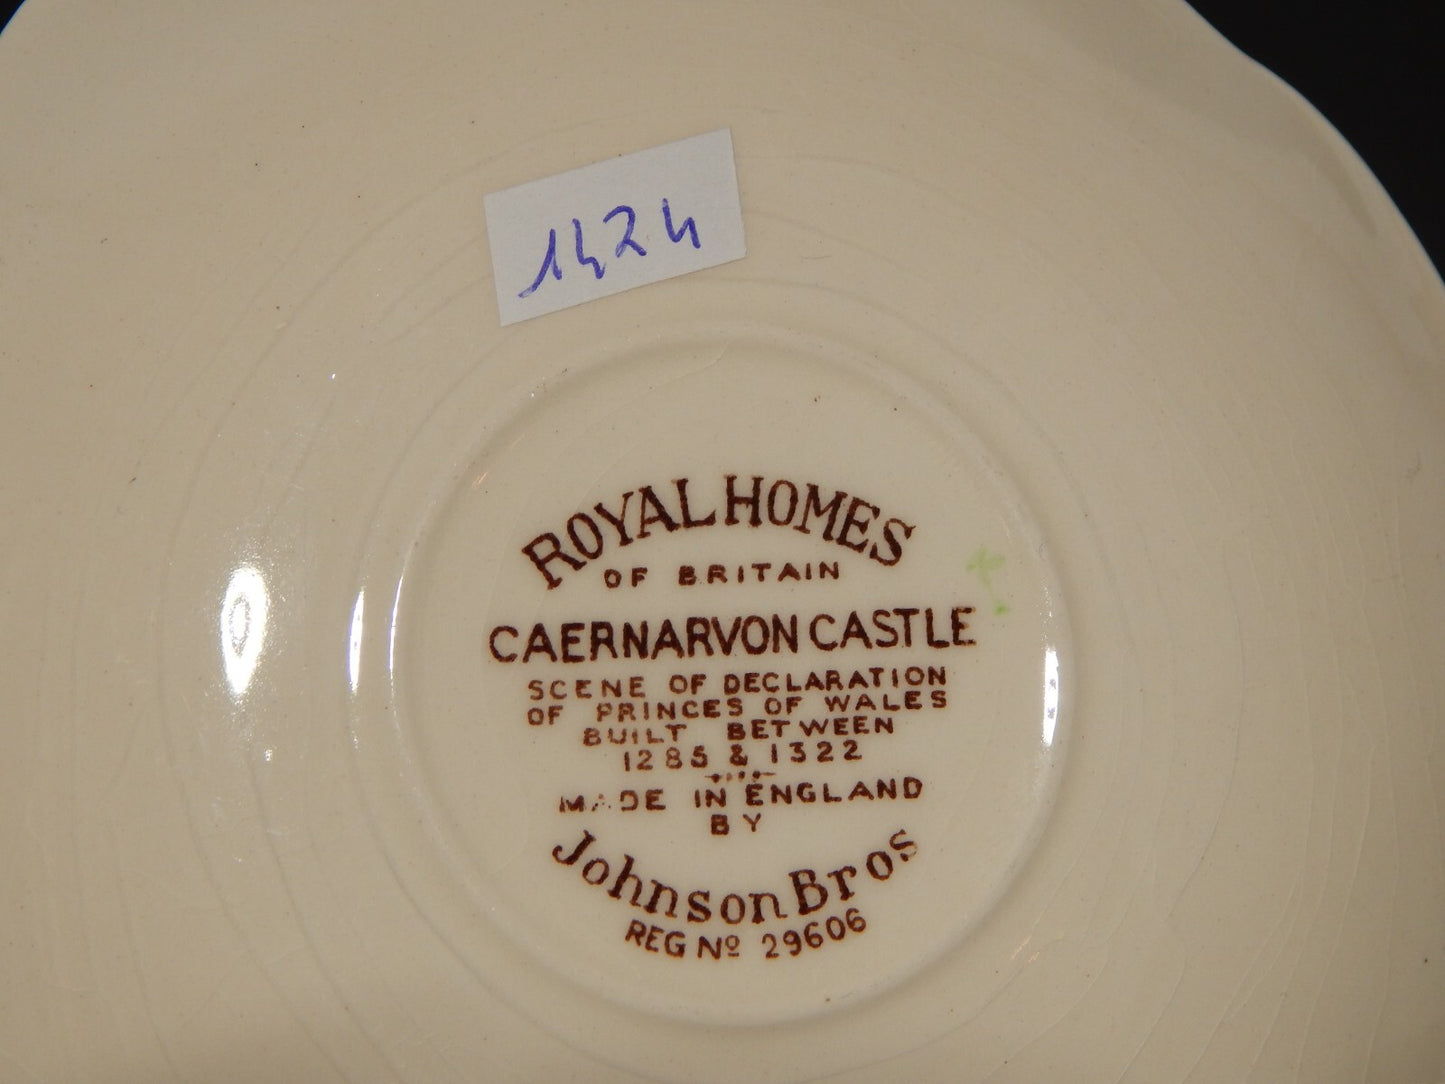 1424
ROYAL HOMES
OF BRITAIN
CAERNARVON CASTLE
SCENE OF DECLARATION
OF PRINCES OF WALES
BUILT BETWEEN
1285 & 1322
MADE IN ENGLAND
BY
Johnson Bros
REG Nº 29606